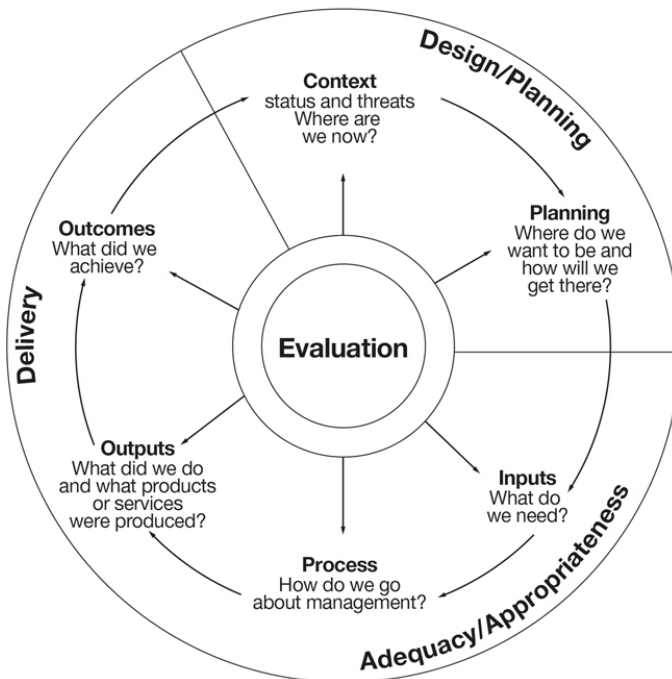 Design/Planning
Context
status and threats
Where are
we now?
Planning
Where do we
want to be and
how will we
get there?
Outcomes
What did we
achieve?
Delivery
Evaluation
Outputs
What did we do
and what products
or services
were produced?
Inputs
What do
we need?
Process
How do we go
about management?
Adequacy/Appropriateness